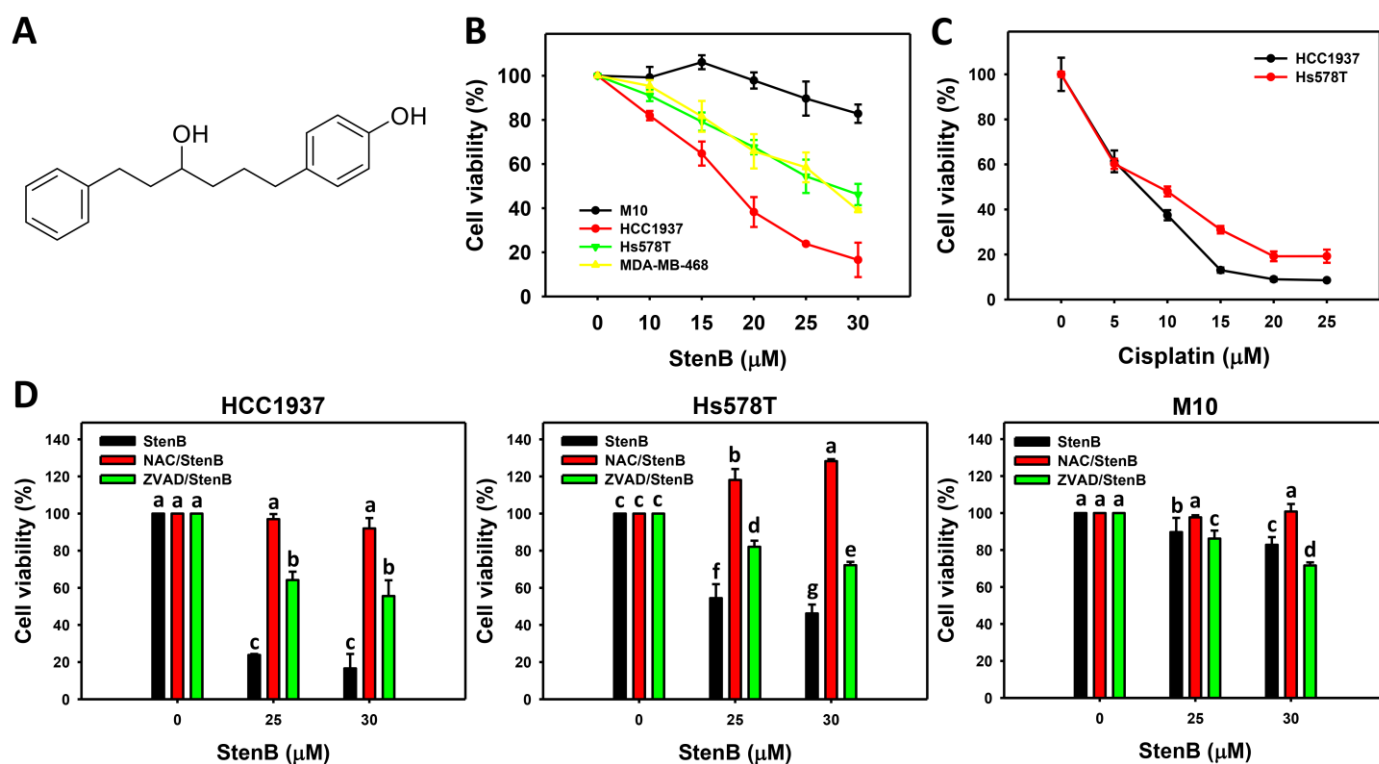 A
OH
OH
B
Cell viability (%)
100
80
60
40
20
0
M10
HCC1937
Hs578T
MDA-MB-468
0 10 15 20 25 30
StenB (μM)
C
Cell viability (%)
100
80
60
40
20
0
HCC1937
Hs578T
0 5 10 15 20 25
Cisplatin (μM)
D
HCC1937
Cell viability (%)
140
120
100
80
60
40
20
0
StenB
NAC/StenB
ZVAD/StenB
a a a
c a b
c a b
0 25 30
StenB (μM)
Hs578T
Cell viability (%)
140
120
100
80
60
40
20
0
StenB
NAC/StenB
ZVAD/StenB
c c c
f b d
g a e
0 25 30
StenB (μM)
M10
Cell viability (%)
140
120
100
80
60
40
20
0
StenB
NAC/StenB
ZVAD/StenB
a a a
b a c
c a d
0 25 30
StenB (μM)